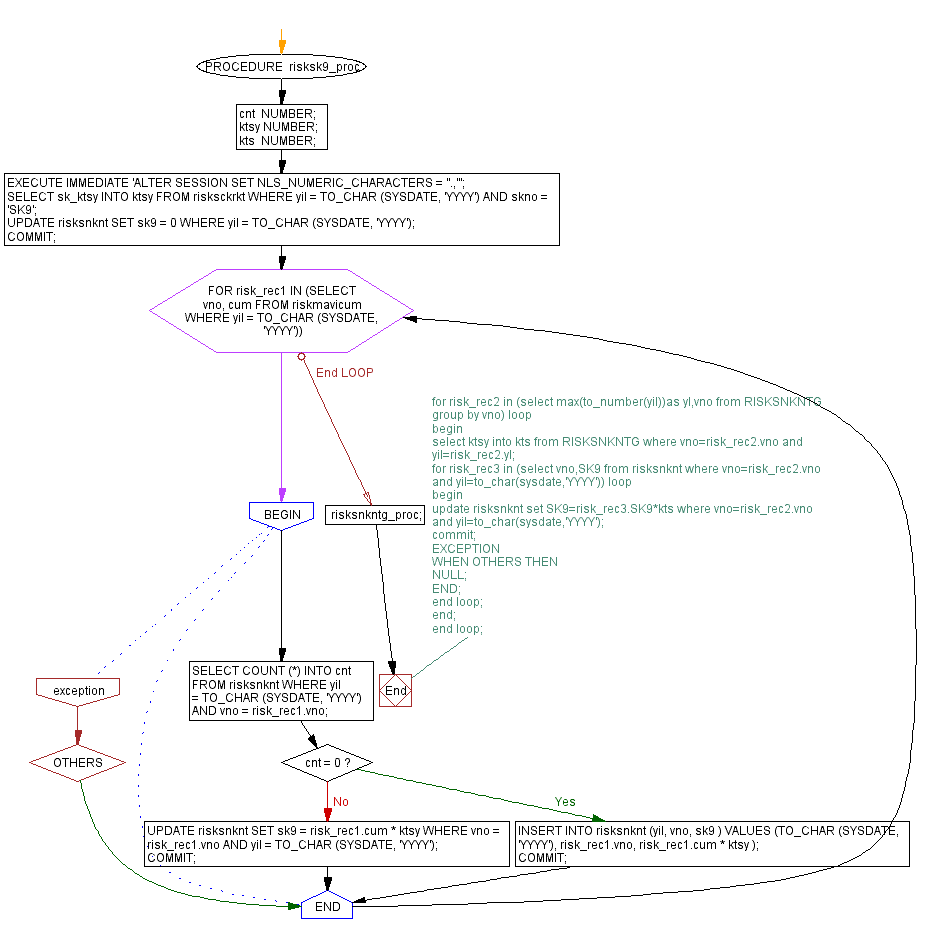 PROCEDURE risksk9_proc
cnt NUMBER;
ktsy NUMBER;
kts NUMBER;
EXECUTE IMMEDIATE 'ALTER SESSION SET NLS_NUMERIC_CHARACTERS = ''.,''';
SELECT sk_ktsy INTO ktsy FROM risksckrkt WHERE yil = TO_CHAR (SYSDATE, 'YYYY') AND skno =
'SK9';
UPDATE risksnknt SET sk9 = 0 WHERE yil = TO_CHAR (SYSDATE, 'YYYY');
COMMIT;
FOR risk_rec1 IN (SELECT
vno, cum FROM riskmavicum
WHERE yil = TO_CHAR (SYSDATE,
'YYYY'))
End LOOP
for risk_rec2 in (select max(to_number(yil))as yl,vno from RISKSNKNTG
group by vno) loop
begin
select ktsy into kts from RISKSNKNTG where vno=risk_rec2.vno and
yil=risk_rec2.yl;
for risk_rec3 in (select vno,SK9 from risksnknt where vno=risk_rec2.vno
and yil=to_char(sysdate,'YYYY')) loop
begin
update risksnknt set SK9=risk_rec3.SK9*kts where vno=risk_rec2.vno
and yil=to_char(sysdate,'YYYY');
commit;
EXCEPTION
WHEN OTHERS THEN
NULL;
END;
end loop;
end;
end loop;
BEGIN
risksnkntg_proc;
SELECT COUNT (*) INTO cnt
FROM risksnknt WHERE yil
= TO_CHAR (SYSDATE, 'YYYY')
AND vno = risk_rec1.vno;
End
exception
OTHERS
cnt = 0 ?
No
Yes
UPDATE risksnknt SET sk9 = risk_rec1.cum * ktsy WHERE vno =
risk_rec1.vno AND yil = TO_CHAR (SYSDATE, 'YYYY');
COMMIT;
INSERT INTO risksnknt (yil, vno, sk9 ) VALUES (TO_CHAR (SYSDATE,
'YYYY'), risk_rec1.vno, risk_rec1.cum * ktsy );
COMMIT;
END